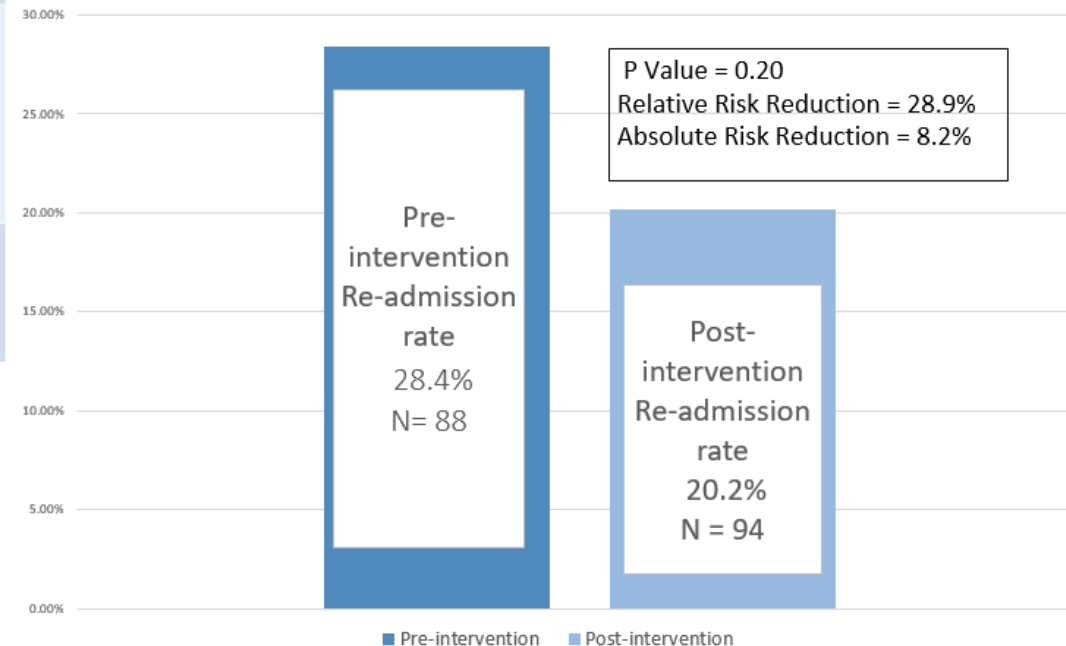 30.00%
25.00%
20.00%
15.00%
10.00%
5.00%
0.00%
P Value = 0.20
Relative Risk Reduction = 28.9%
Absolute Risk Reduction = 8.2%
Pre-
intervention
Re-admission
rate
28.4%
N= 88
Post-
intervention
Re-admission
rate
20.2%
N = 94
Pre-intervention
Post-intervention